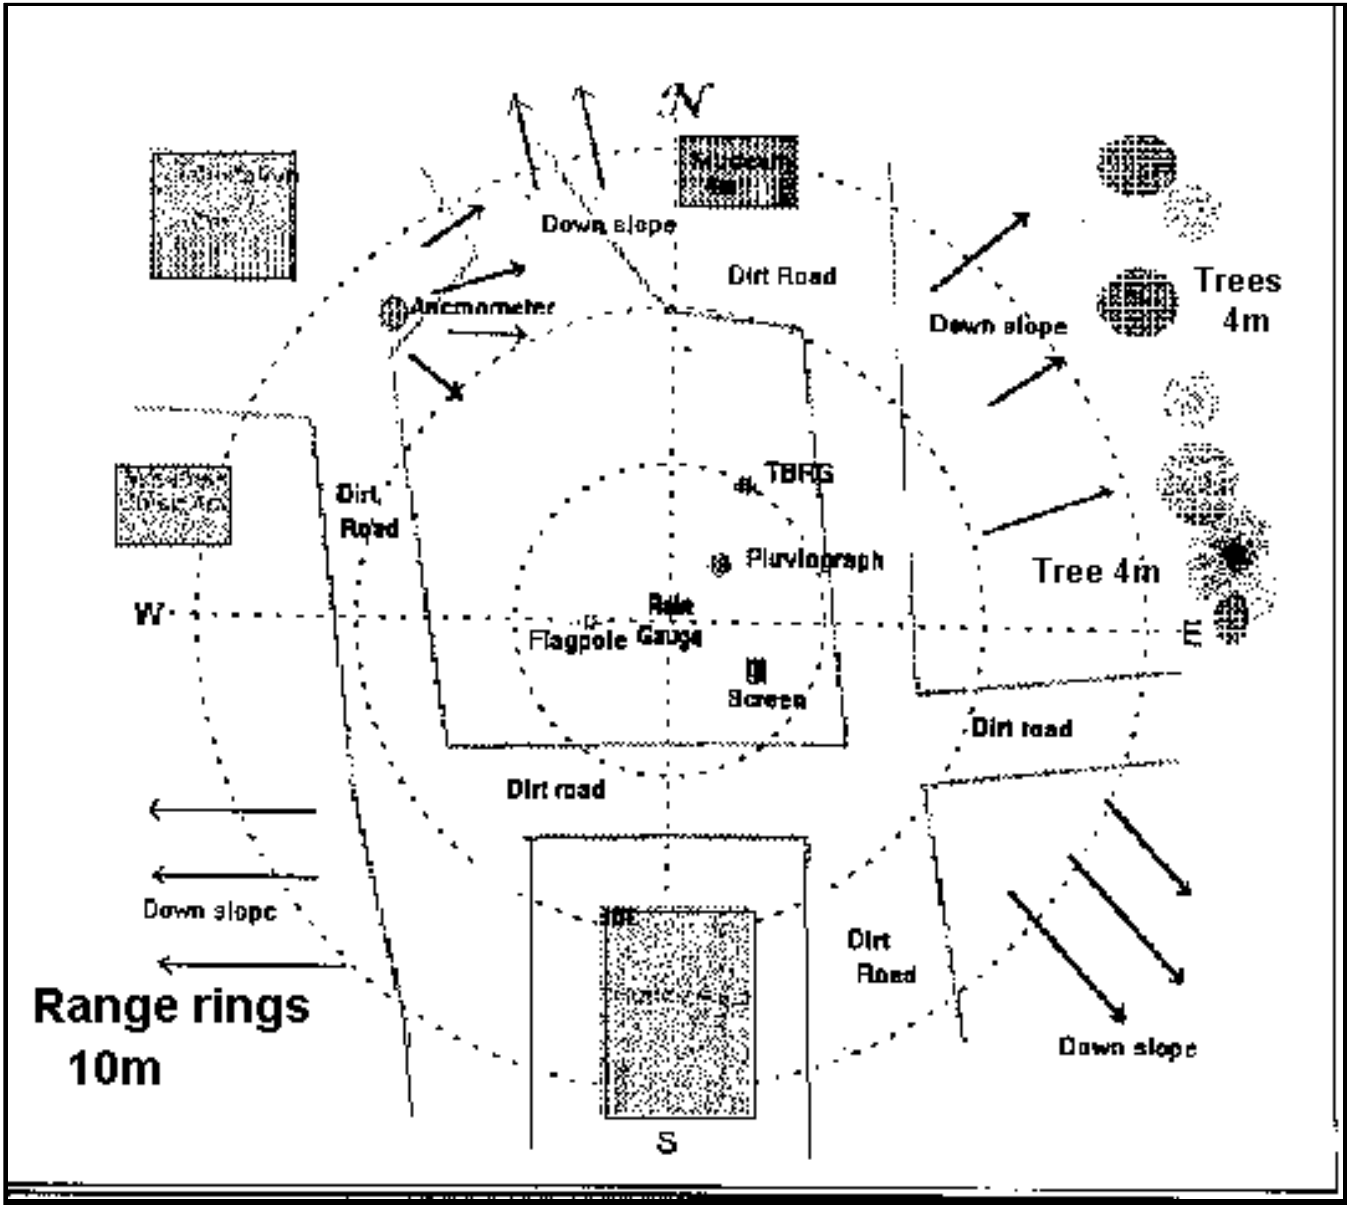 N
Museum
Down slope
Dirt Road
Trees
4m
Anemometer
Down slope
TBRG
Dirt
Road
Pluviograph
Tree 4m
W
Rain
Gauge
Flagpole
E
Screen
Dirt road
Dirt road
Down slope
Dirt
Road
Range rings
10m
Down slope
S